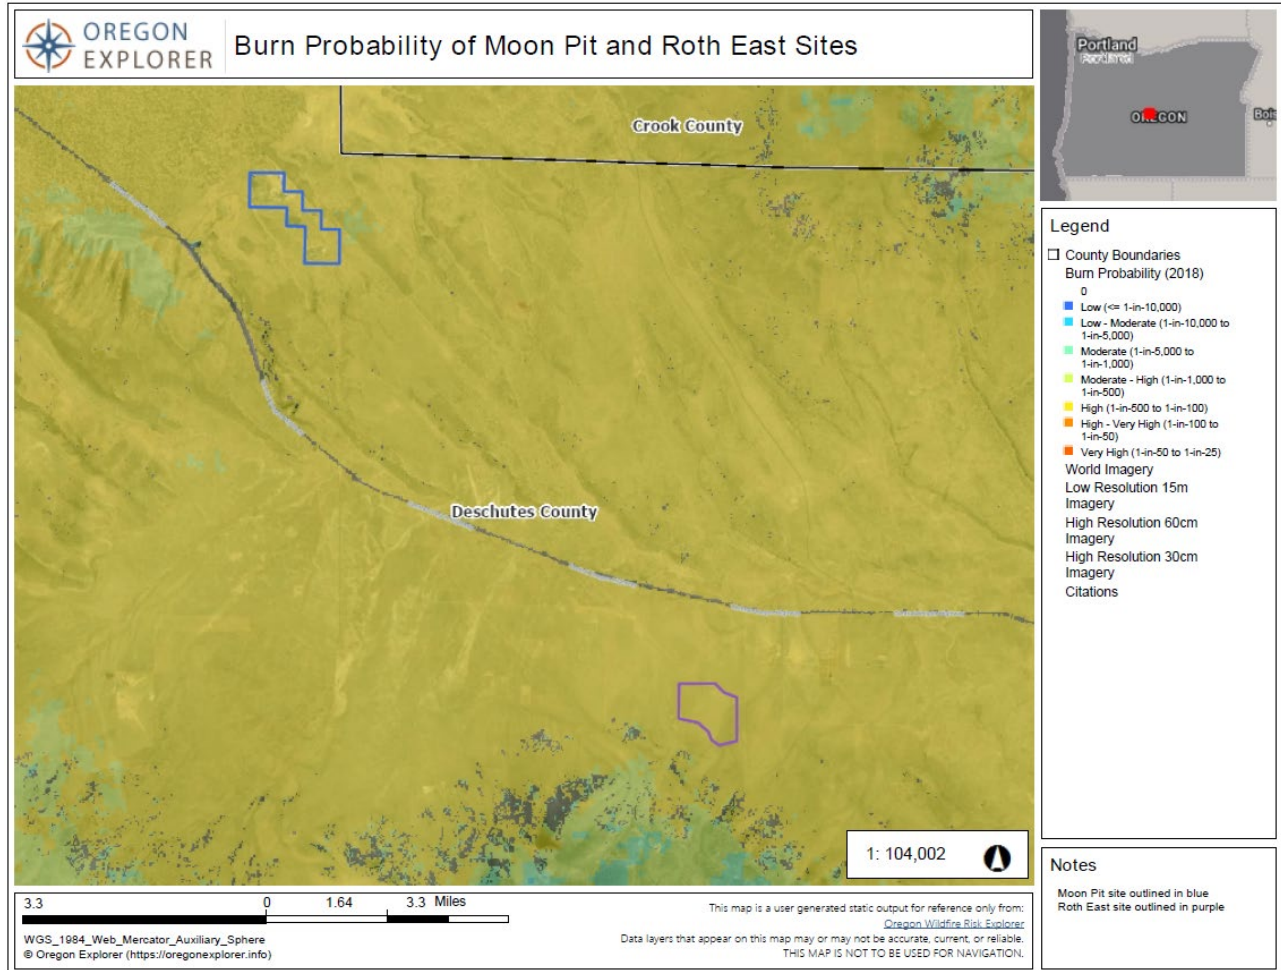 OREGON
EXPLORER
Burn Probability of Moon Pit and Roth East Sites
Portland
OREGON
Crook County
Deschutes County
1: 104,002
Legend
County Boundaries
Burn Probability (2018)
0
Low (<= 1-in-10,000)
Low - Moderate (1-in-10,000 to
1-in-5,000)
Moderate (1-in-5,000 to
1-in-1,000)
Moderate - High (1-in-1,000 to
1-in-500)
High (1-in-500 to 1-in-100)
High - Very High (1-in-100 to
1-in-50)
Very High (1-in-50 to 1-in-25)
World Imagery
Low Resolution 15m
Imagery
High Resolution 60cm
Imagery
High Resolution 30cm
Imagery
Citations
Notes
Moon Pit site outlined in blue
Roth East site outlined in purple
3.3 0 1.64 3.3 Miles
WGS_1984_Web_Mercator_Auxiliary_Sphere
© Oregon Explorer (https://oregonexplorer.info)
This map is a user generated static output for reference only from:
Oregon Wildfire Risk Explorer
Data layers that appear on this map may or may not be accurate, current, or reliable.
THIS MAP IS NOT TO BE USED FOR NAVIGATION.